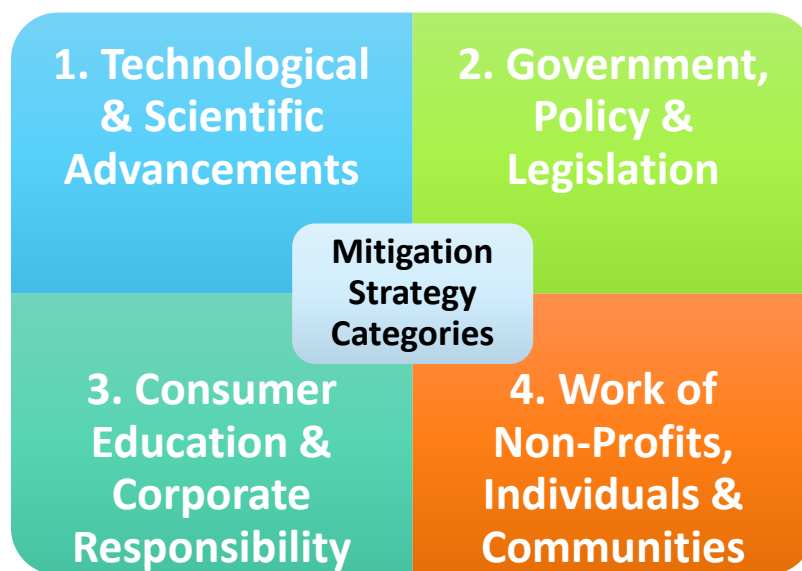 1. Technological
& Scientific
Advancements
2. Government,
Policy &
Legislation
Mitigation
Strategy
Categories
3. Consumer
Education &
Corporate
Responsibility
4. Work of
Non-Profits,
Individuals &
Communities